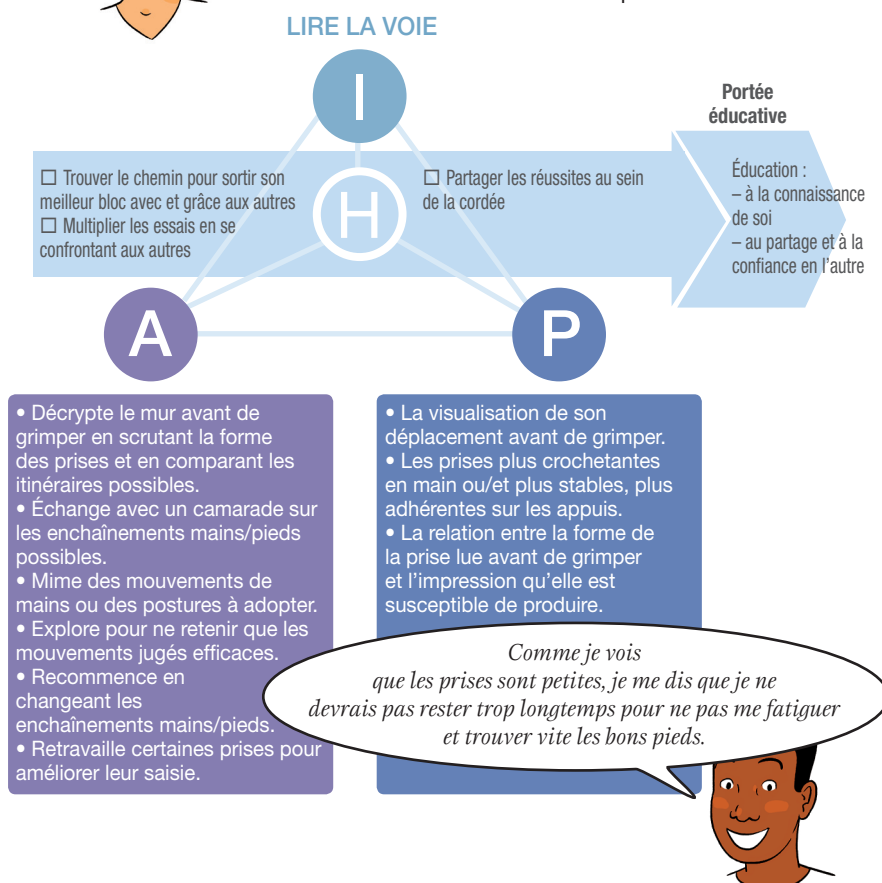 LIRE LA VOIE
I
Portée
éducative
☐ Trouver le chemin pour sortir son
meilleur bloc avec et grâce aux autres
☐ Multiplier les essais en se
confrontant aux autres
H
☐ Partager les réussites au sein
de la cordée
Éducation :
– à la connaissance
de soi
– au partage et à la
confiance en l'autre
A
P
• Décrypte le mur avant de
grimper en scrutant la forme
des prises et en comparant les
itinéraires possibles.
• Échange avec un camarade sur
les enchaînements mains/pieds
possibles.
• Mime des mouvements de
mains ou des postures à adopter.
• Explore pour ne retenir que les
mouvements jugés efficaces.
• Recommence en
changeant les
enchaînements mains/pieds.
• Retravaille certaines prises pour
améliorer leur saisie.
• La visualisation de son
déplacement avant de grimper.
• Les prises plus crochetantes
en main ou/et plus stables, plus
adhérentes sur les appuis.
• La relation entre la forme de
la prise lue avant de grimper
et l'impression qu'elle est
susceptible de produire.
Comme je vois
que les prises sont petites, je me dis que je ne
devrais pas rester trop longtemps pour ne pas me fatiguer
et trouver vite les bons pieds.